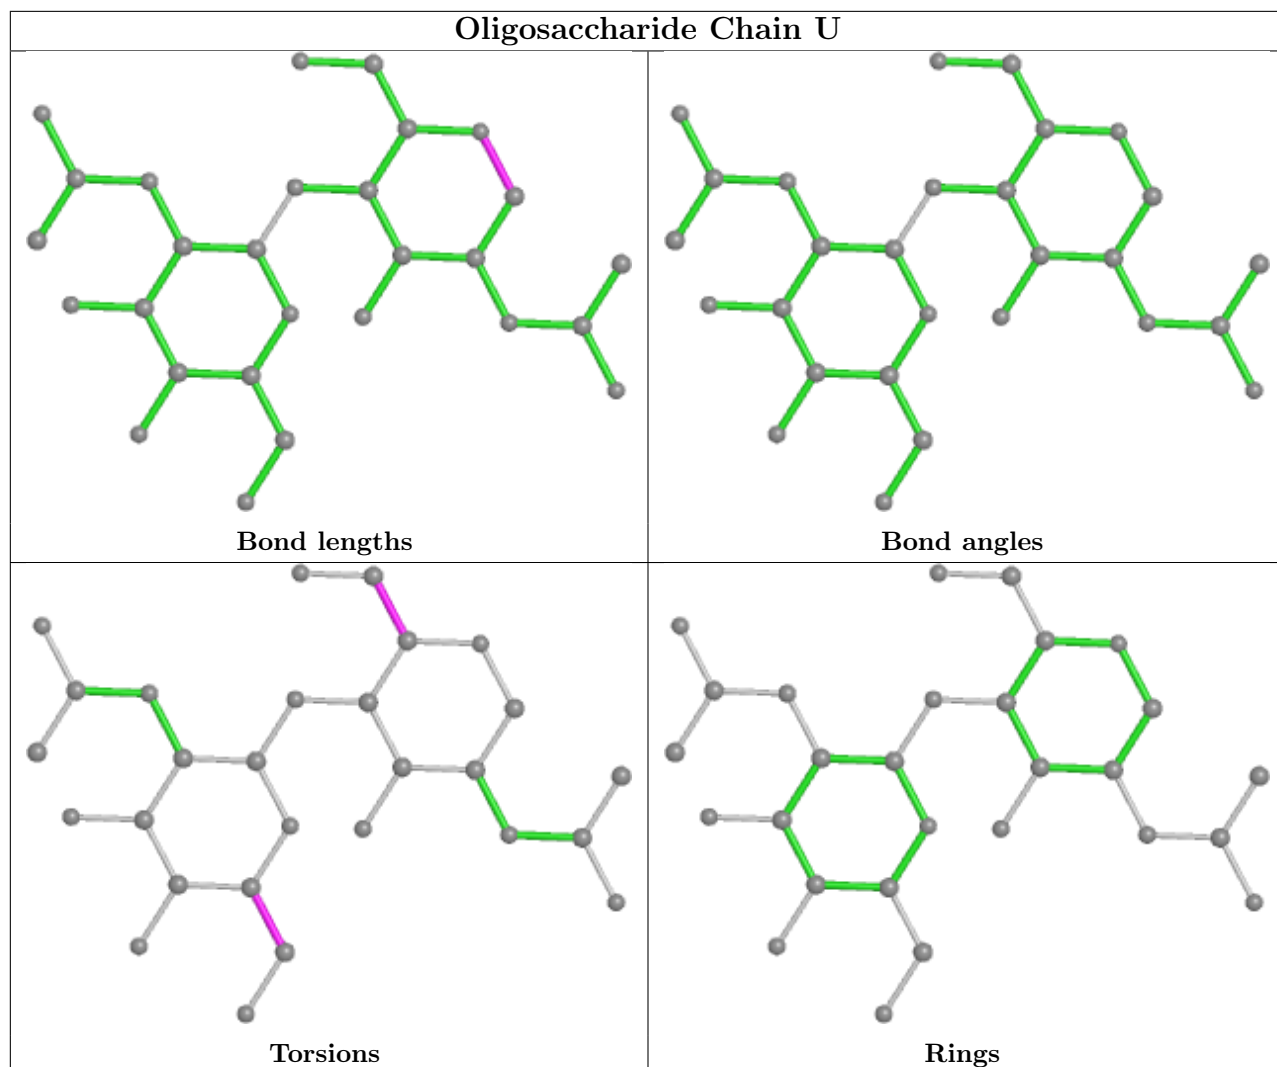 Oligosaccharide Chain U
Bond lengths
Bond angles
Torsions
Rings